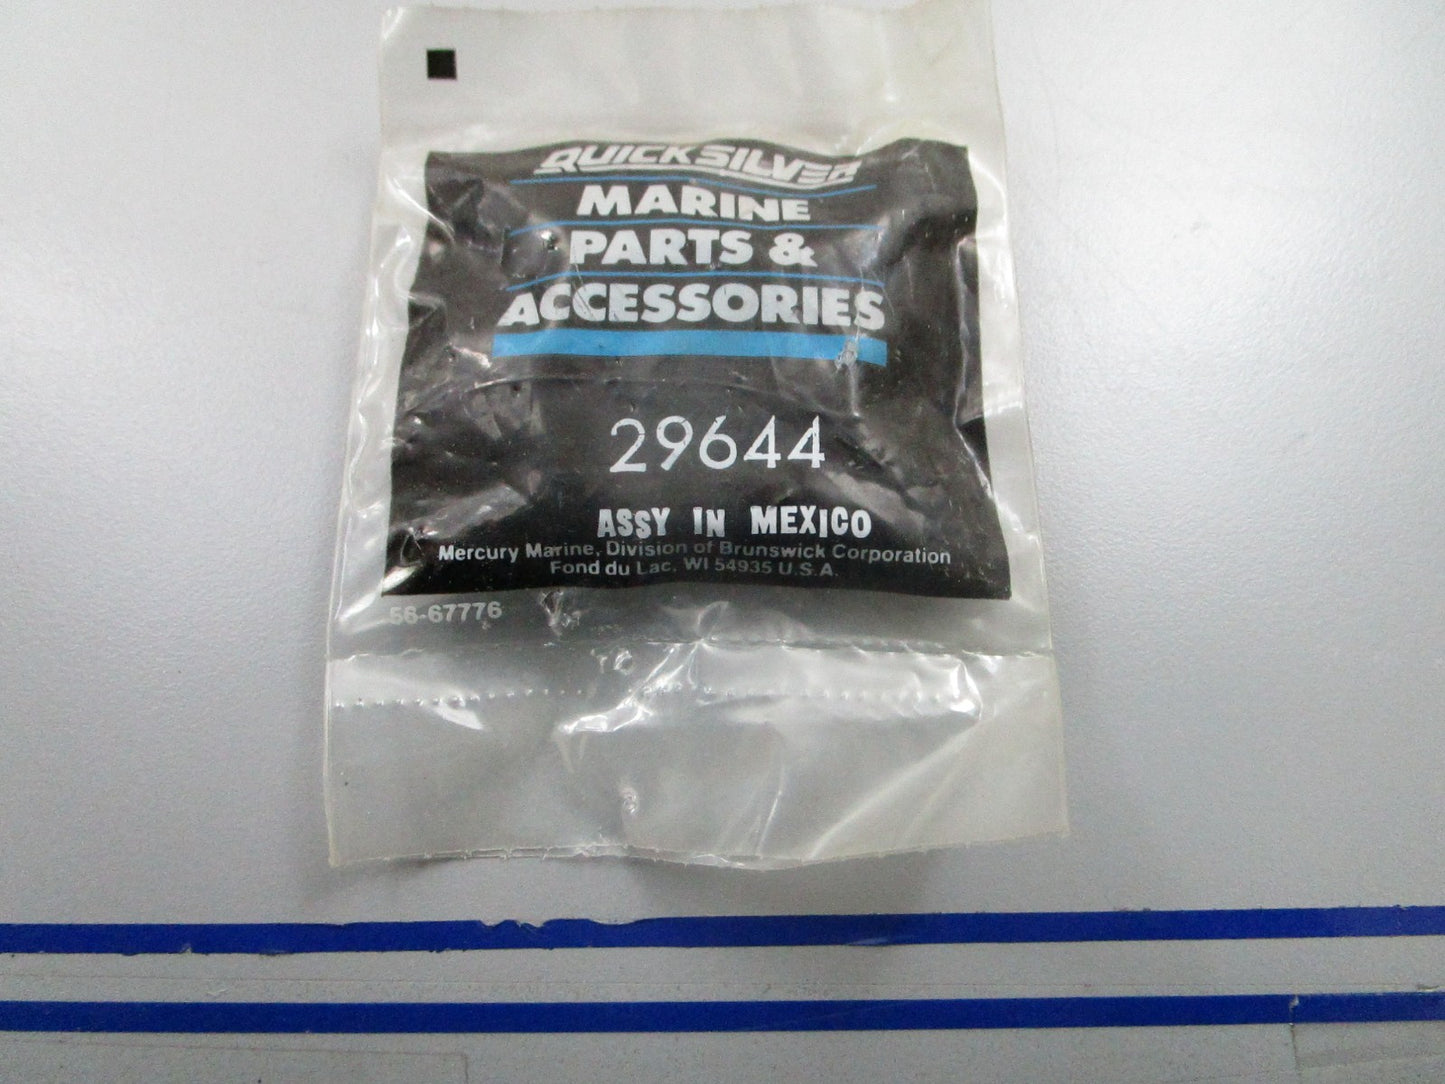 QUICKSILVER
MARINE
PARTS &
ACCESSORIES
29644
ASSY IN MEXICO
Mercury Marine, Division of Brunswick Corporation
Fond du Lac, WI 54935 U.S.A.
56-67776